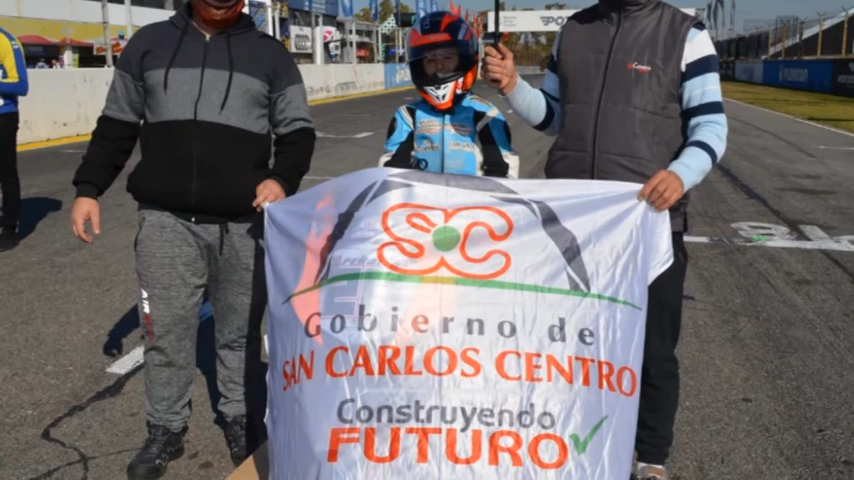 SC
Gobierno de
SAN CARLOS CENTRO
Construyendo
FUTURO